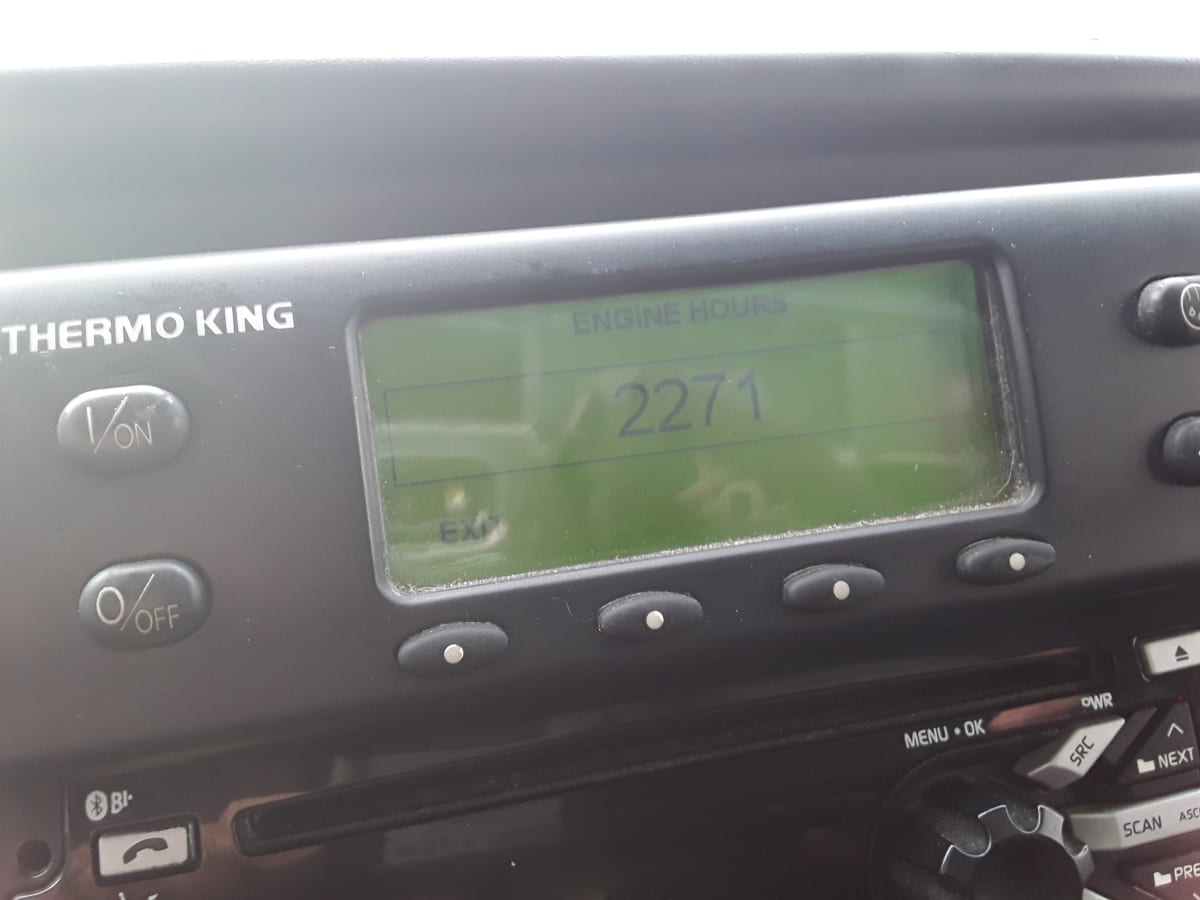 THERMO KING
ENGINE HOURS
2271
EXIT
I/ON
O/OFF
PWR
MENU • OK
SRC
NEXT
SCAN